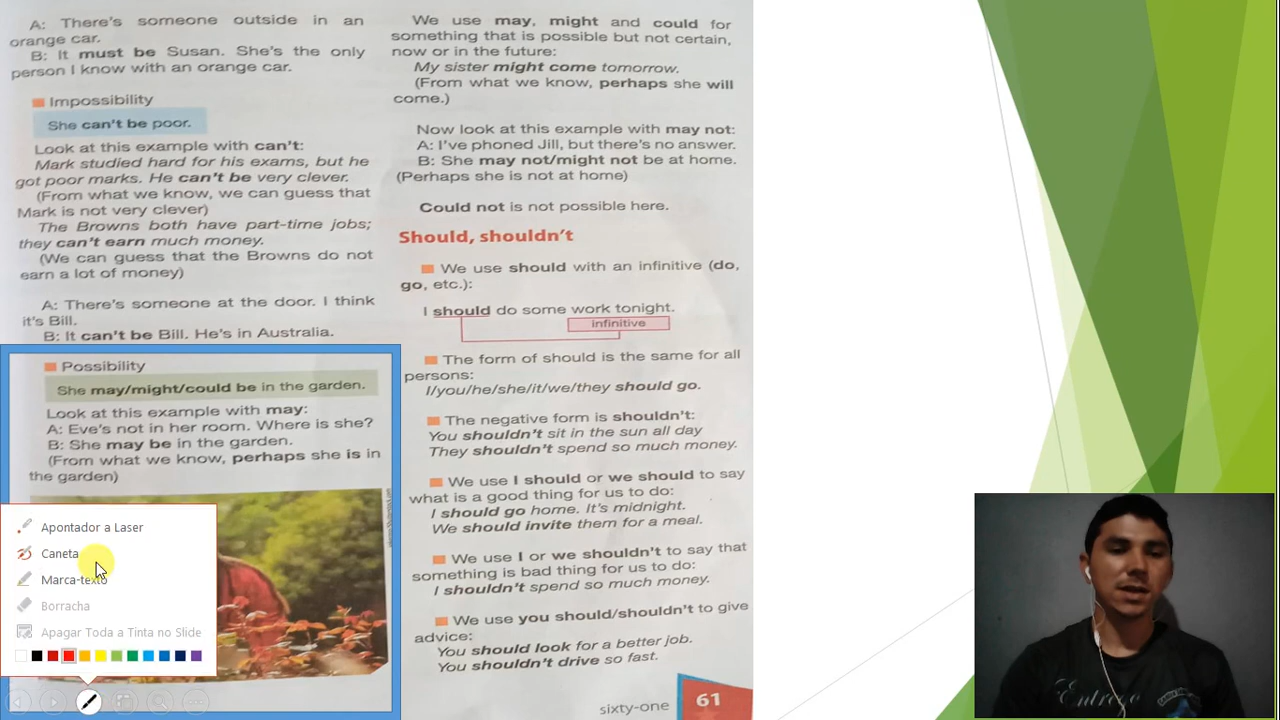 A: There's someone outside in an
orange car.
B: It must be Susan. She's the only
person I know with an orange car.
Impossibility
She can't be poor.
Look at this example with can't:
Mark studied hard for his exams, but he
got poor marks. He can't be very clever.
(From what we know, we can guess that
Mark is not very clever)
The Browns both have part-time jobs;
they can't earn much money.
(We can guess that the Browns do not
earn a lot of money)
A: There's someone at the door. I think
it's Bill.
B: It can't be Bill. He's in Australia.
Possibility
She may/might/could be in the garden.
Look at this example with may:
A: Eve's not in her room. Where is she?
B: She may be in the garden.
(From what we know, perhaps she is in
the garden)
Apontador a Laser
Caneta
Marca-texto
Borracha
Apagar Toda a Tinta no Slide
We use may, might and could for
something that is possible but not certain,
now or in the future:
My sister might come tomorrow.
(From what we know, perhaps she will
come.)
Now look at this example with may not:
A: I've phoned Jill, but there's no answer.
B: She may not/might not be at home.
(Perhaps she is not at home)
Could not is not possible here.
Should, shouldn't
We use should with an infinitive (do,
go, etc.):
I should do some work tonight.
infinitive
The form of should is the same for all
persons:
I/you/he/she/it/we/they should go.
The negative form is shouldn't:
You shouldn't sit in the sun all day
They shouldn't spend so much money.
We use I should or we should to say
what is a good thing for us to do:
I should go home. It's midnight.
We should invite them for a meal.
We use I or we shouldn't to say that
something is bad thing for us to do:
I shouldn't spend so much money.
We use you should/shouldn't to give
advice:
You should look for a better job.
You shouldn't drive so fast.
sixty-one 61